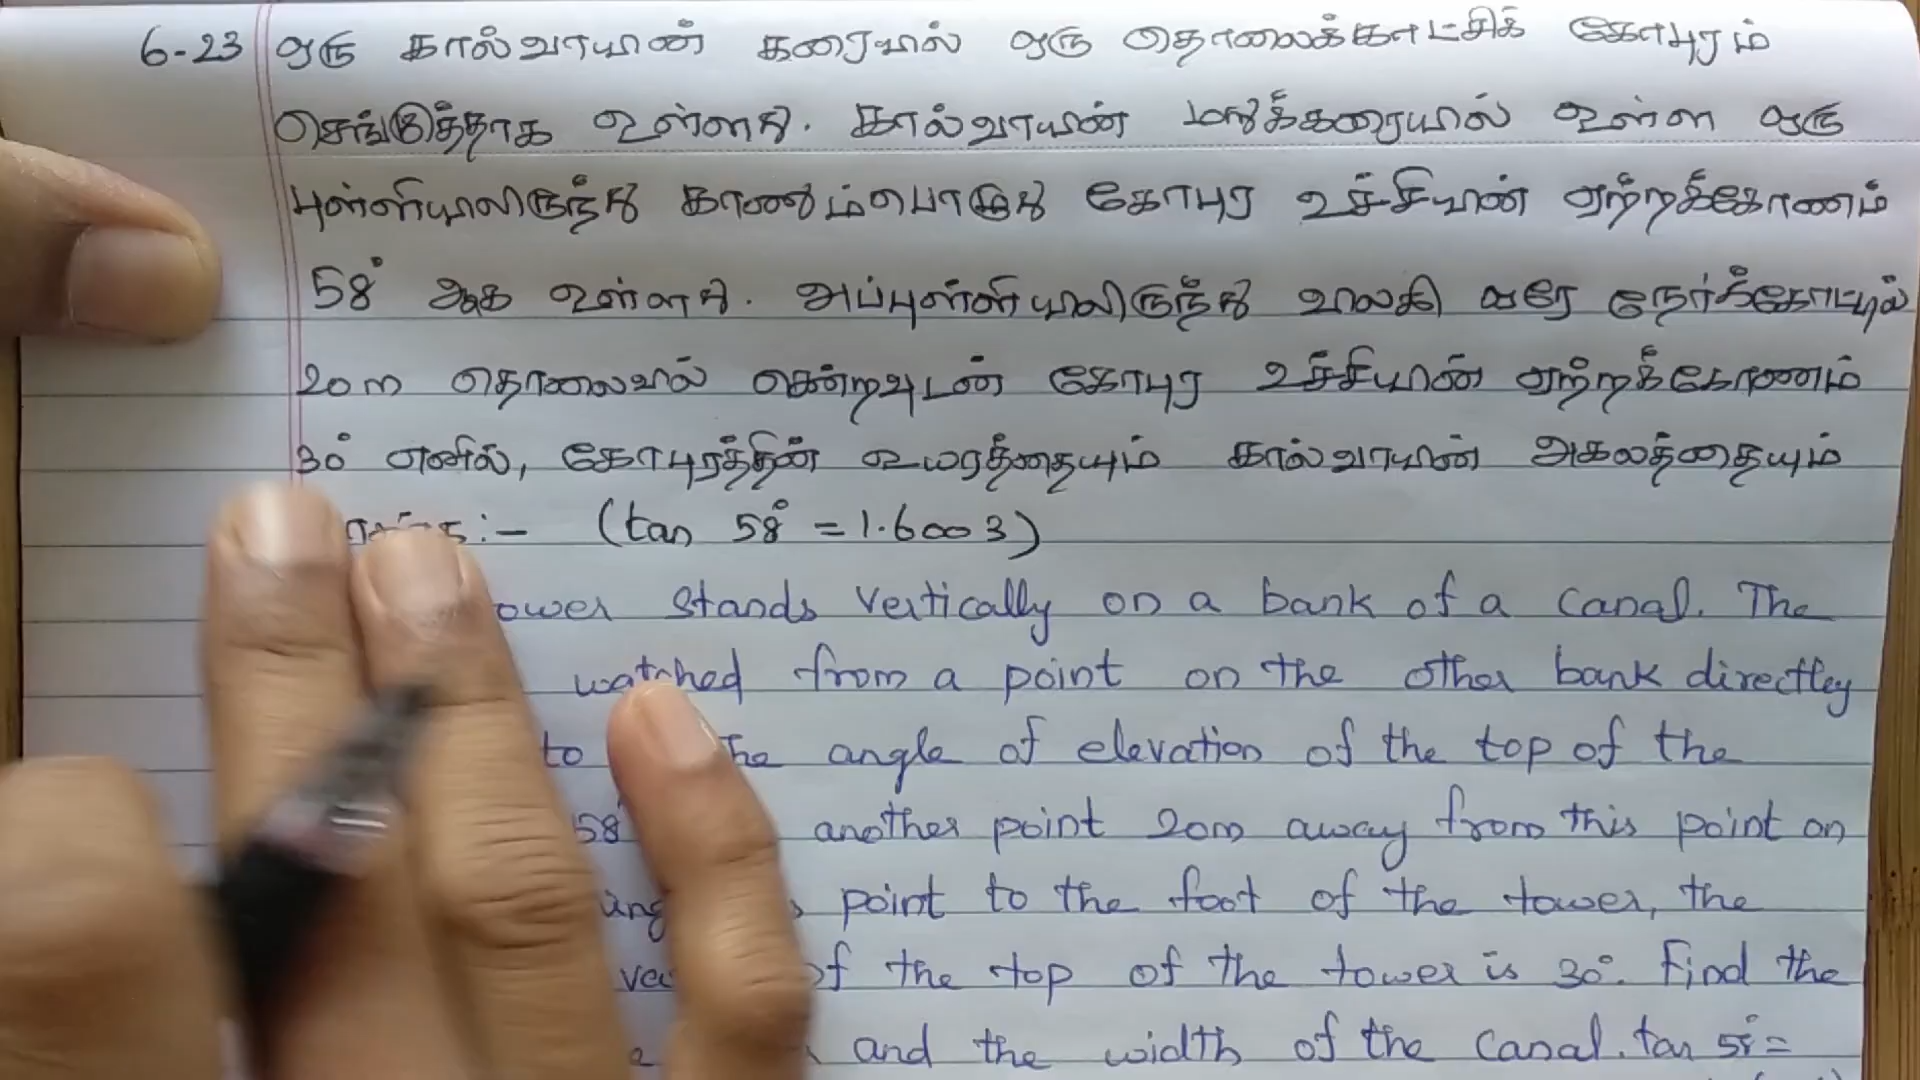 6-23 ஒரு கால்வாயின் கரையில் ஒரு தொலைக்காட்சிக் கோபுரம்
செங்குத்தாக உள்ளது. கால்வாயின் மறுக்கரையில் உள்ள ஒரு
புள்ளியிலிருந்து காணும்பொழுது கோபுர உச்சியின் ஏற்றக்கோணம்
58° ஆக உள்ளது. அப்புள்ளியிலிருந்து விலகி ஒரே நேர்க்கோட்டில்
20m தொலைவில் சென்றவுடன் கோபுர உச்சியின் ஏற்றக்கோணம்
30° எனில், கோபுரத்தின் உயரத்தையும் கால்வாயின் அகலத்தையும்
:- (tan 58° = 1.6003)
ower stands vertically on a bank of a canal. The
watched from a point on the other bank directley
to the angle of elevation of the top of the
58° another point 20m away from this point on
ing point to the foot of the tower, the
of the top of the tower is 30°. Find the
and the width of the canal. tan 58° =